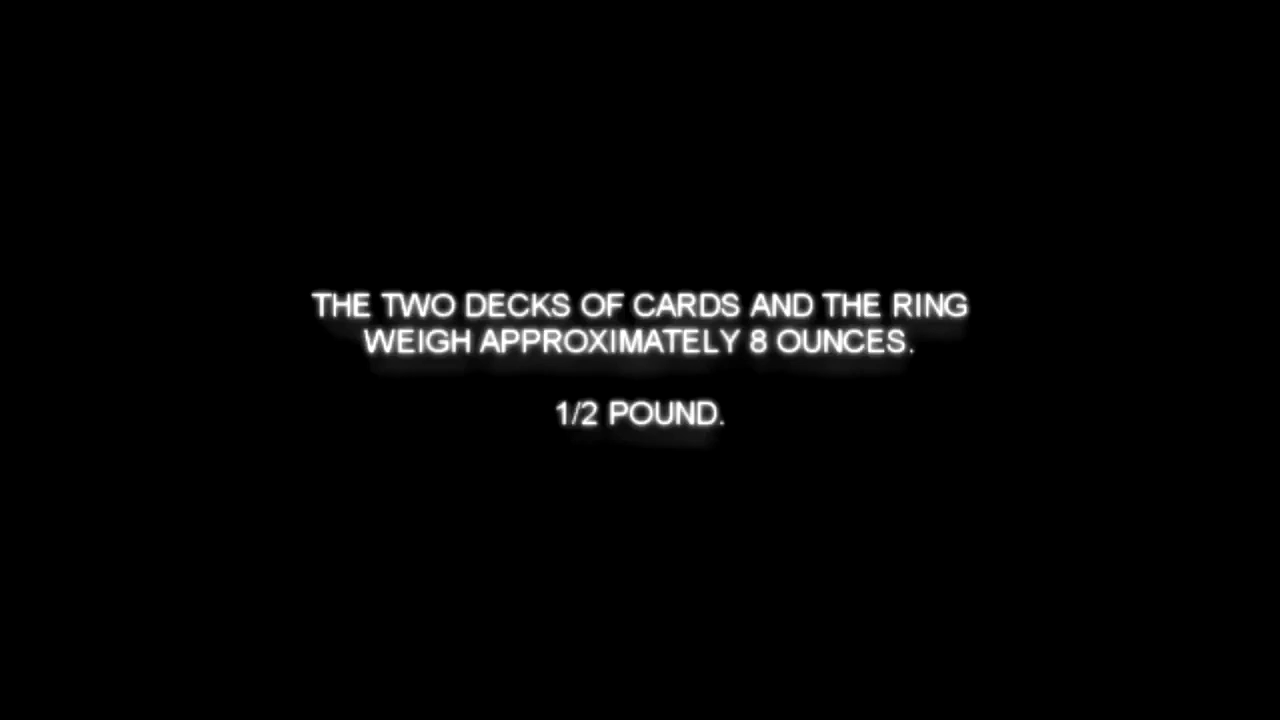 THE TWO DECKS OF CARDS AND THE RING
WEIGH APPROXIMATELY 8 OUNCES.
1/2 POUND.